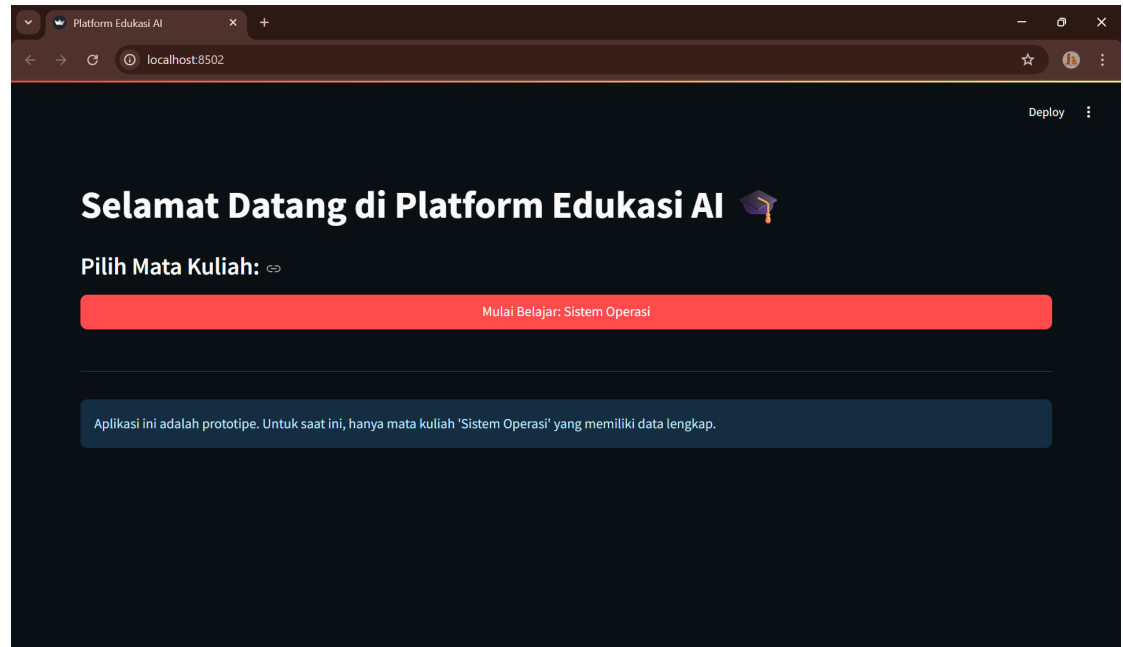 Platform Edukasi AI
localhost:8502
Deploy
Selamat Datang di Platform Edukasi AI
Pilih Mata Kuliah:
Mulai Belajar: Sistem Operasi
Aplikasi ini adalah prototipe. Untuk saat ini, hanya mata kuliah 'Sistem Operasi' yang memiliki data lengkap.